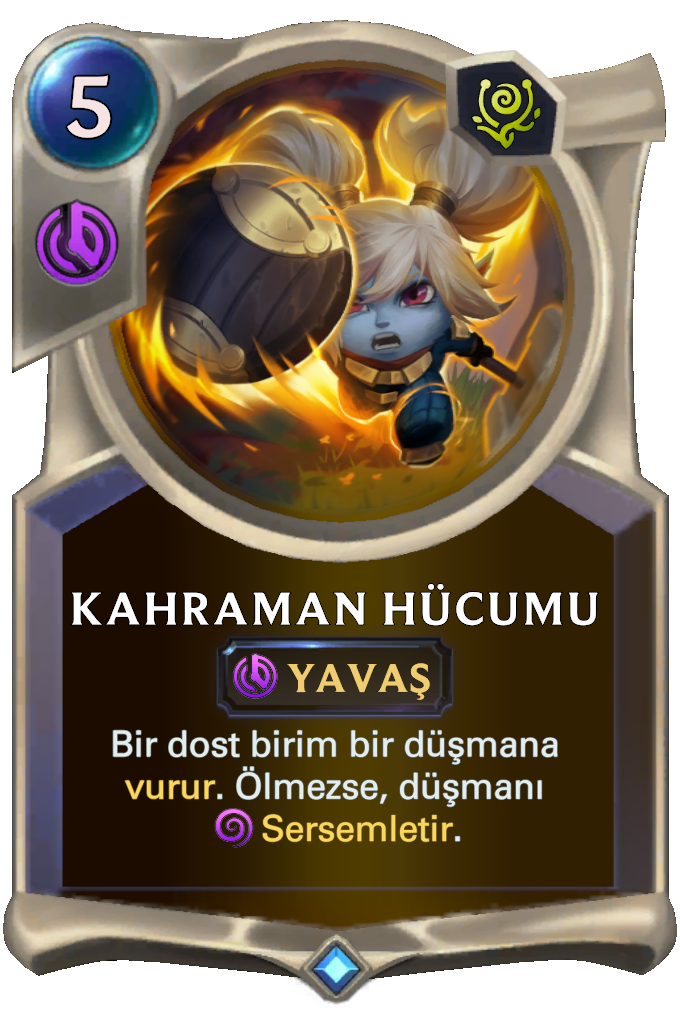 5
KAHRAMAN HÜCUMU
YAVAŞ
Bir dost birim bir düşmana
vurur. Ölmezse, düşmanı
Sersemletir.